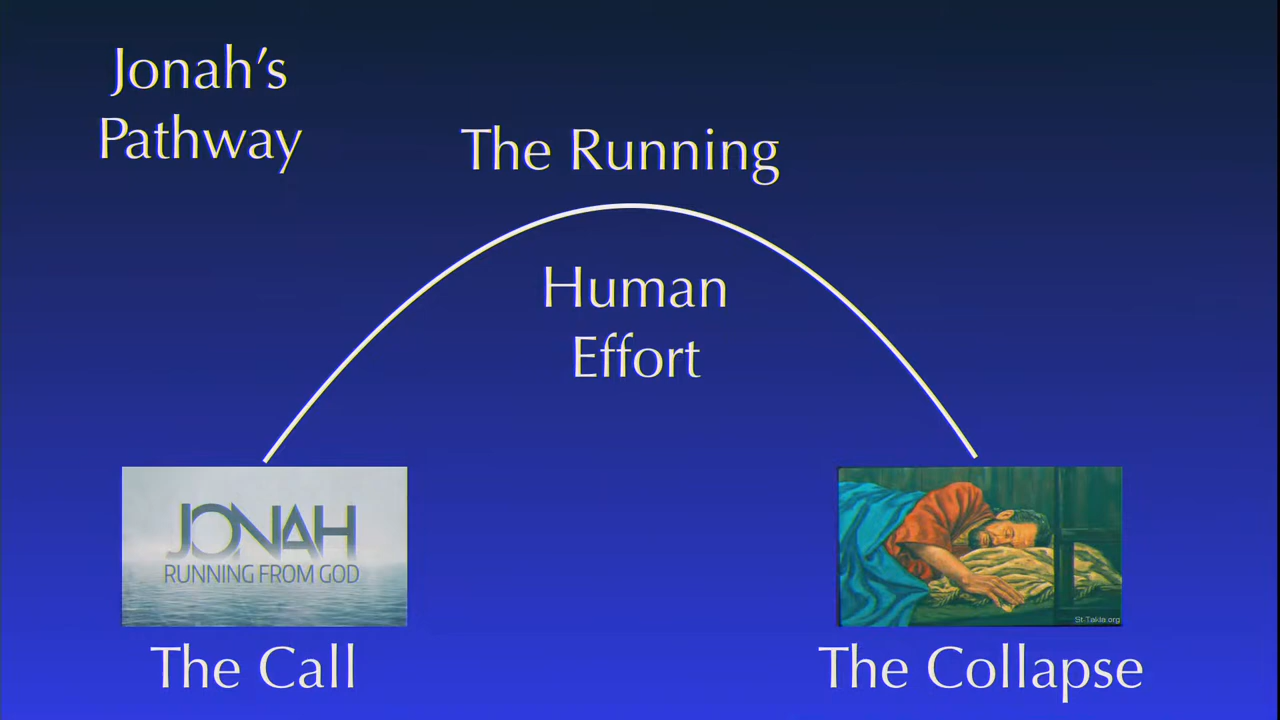 Jonah’s
Pathway
The Running
Human
Effort
JONAH
RUNNING FROM GOD
St-Takla.org
The Call
The Collapse